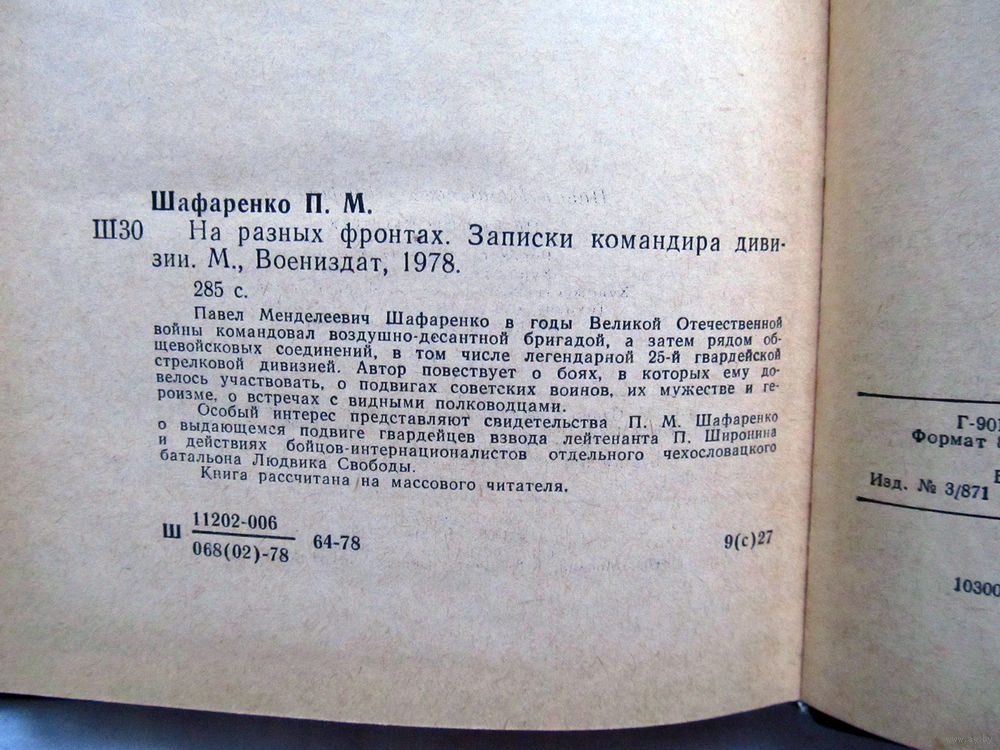 Шафаренко П. М.
Ш30 На разных фронтах. Записки командира диви-
зии. М., Воениздат, 1978.
285 с.
Павел Менделеевич Шафаренко в годы Великой Отечественной
войны командовал воздушно-десантной бригадой, а затем рядом об-
щевойсковых соединений, в том числе легендарной 25-й гвардейской
стрелковой дивизией. Автор повествует о боях, в которых ему до-
велось участвовать, о подвигах советских воинов, их мужестве и ге-
роизме, о встречах с видными полководцами.
Особый интерес представляют свидетельства П. М. Шафаренко
о выдающемся подвиге гвардейцев взвода лейтенанта П. Широнина
и действиях бойцов-интернационалистов отдельного чехословацкого
батальона Людвика Свободы.
Книга рассчитана на массового читателя.
Ш 11202-006
068(02)-78 64-78 9(с)27
Г-901
Формат
Изд. № 3/871
10300